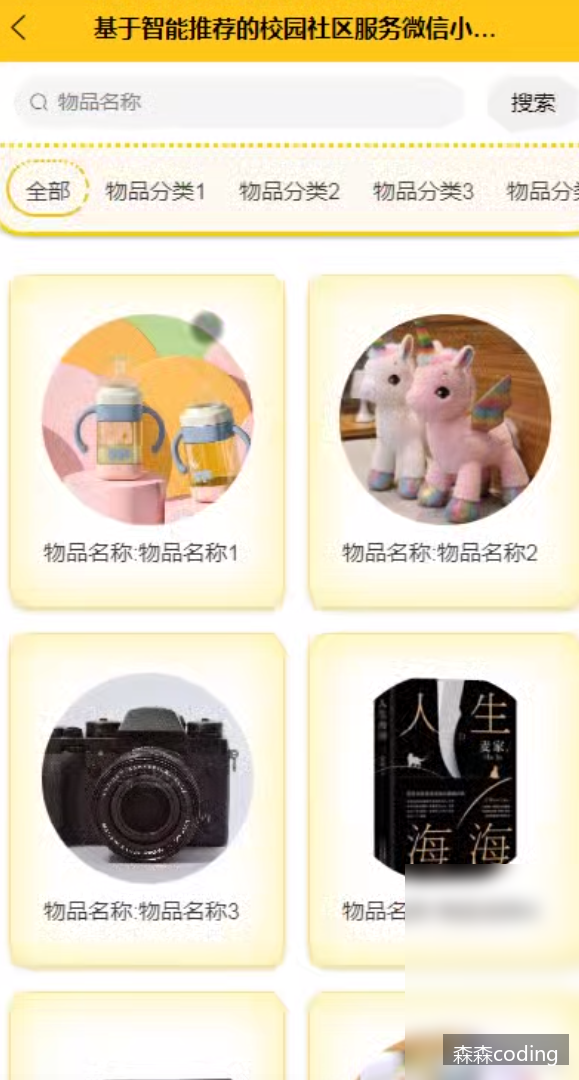 基于智能推荐的校园社区服务微信小...
物品名称
搜索
全部 物品分类1 物品分类2 物品分类3 物品分类
物品名称:物品名称1
物品名称:物品名称2
人生
麦家
海海
物品名称:物品名称3
物品
森森coding